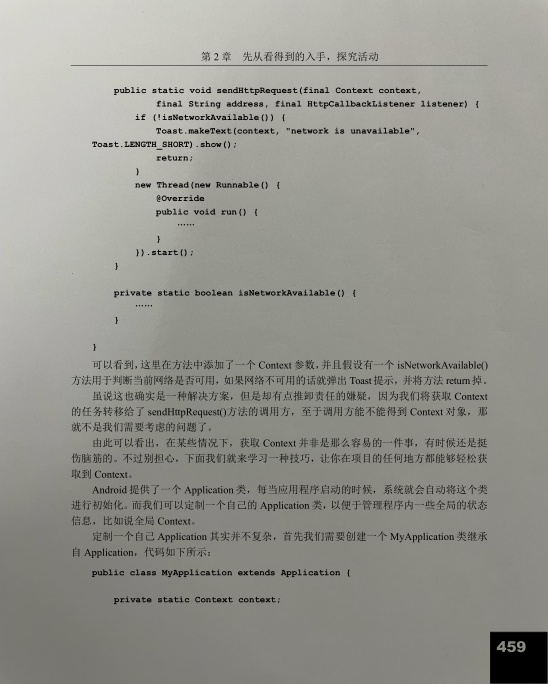 第 2 章　先从看得到的入手，探究活动
public static void sendHttpRequest(final Context context,
final String address, final HttpCallbackListener listener) {
if (!isNetworkAvailable()) {
Toast.makeText(context, "network is unavailable",
Toast.LENGTH_SHORT).show();
return;
}
new Thread(new Runnable() {
@Override
public void run() {
……
}
}).start();
}
private static boolean isNetworkAvailable() {
……
}
}
可以看到，这里在方法中添加了一个 Context 参数，并且假设有一个 isNetworkAvailable()
方法用于判断当前网络是否可用，如果网络不可用的话就弹出 Toast 提示，并将方法 return 掉。
虽说这也确实是一种解决方案，但是却有点推卸责任的嫌疑，因为我们将获取 Context
的任务转移给了 sendHttpRequest()方法的调用方，至于调用方能不能得到 Context 对象，那
就不是我们需要考虑的问题了。
由此可以看出，在某些情况下，获取 Context 并非是那么容易的一件事，有时候还是挺
伤脑筋的。不过别担心，下面我们就来学习一种技巧，让你在项目的任何地方都能够轻松获
取到 Context。
Android 提供了一个 Application 类，每当应用程序启动的时候，系统就会自动将这个类
进行初始化。而我们可以定制一个自己的 Application 类，以便于管理程序内一些全局的状态
信息，比如说全局 Context。
定制一个自己 Application 其实并不复杂，首先我们需要创建一个 MyApplication 类继承
自 Application，代码如下所示：
public class MyApplication extends Application {
private static Context context;
459